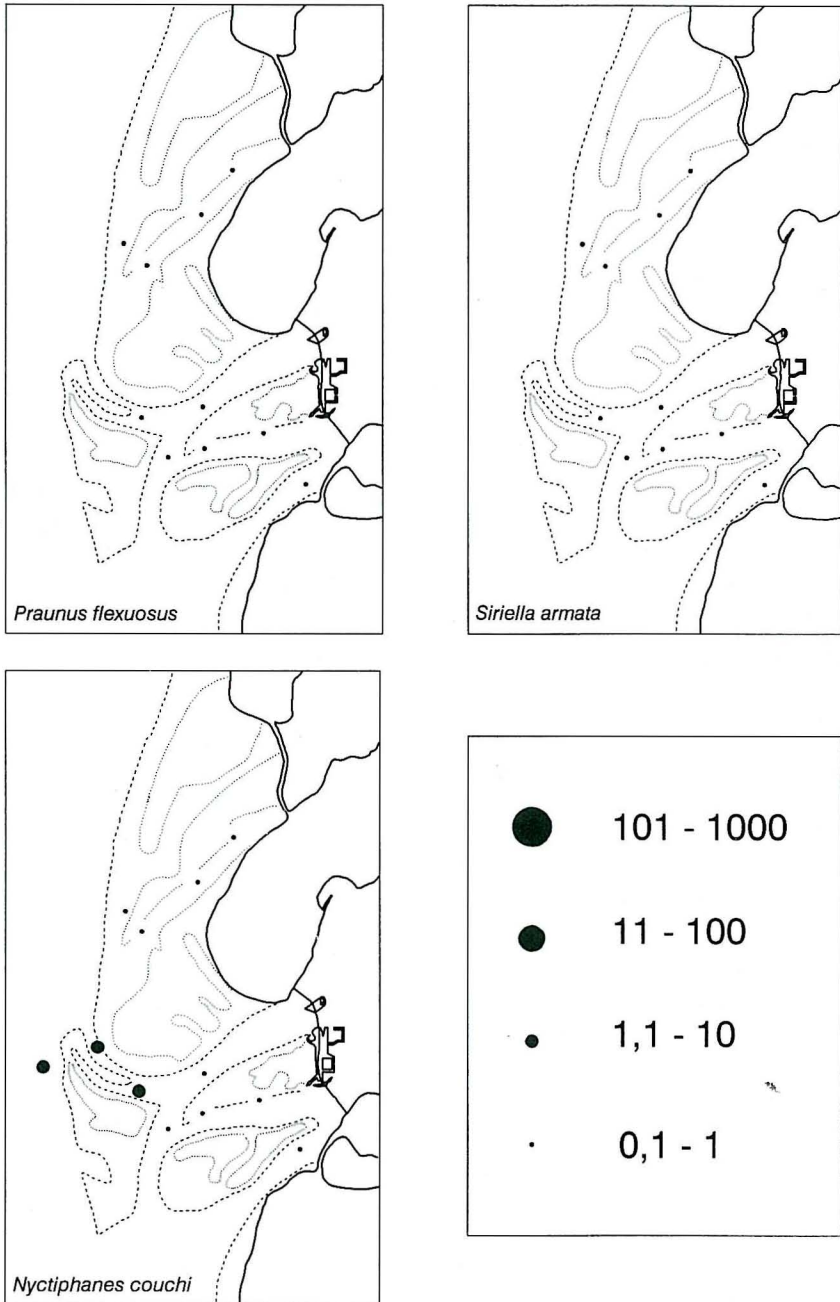 Praunus flexuosus
Siriella armata
Nyctiphanes couchi
101 - 1000
11 - 100
1,1 - 10
0,1 - 1